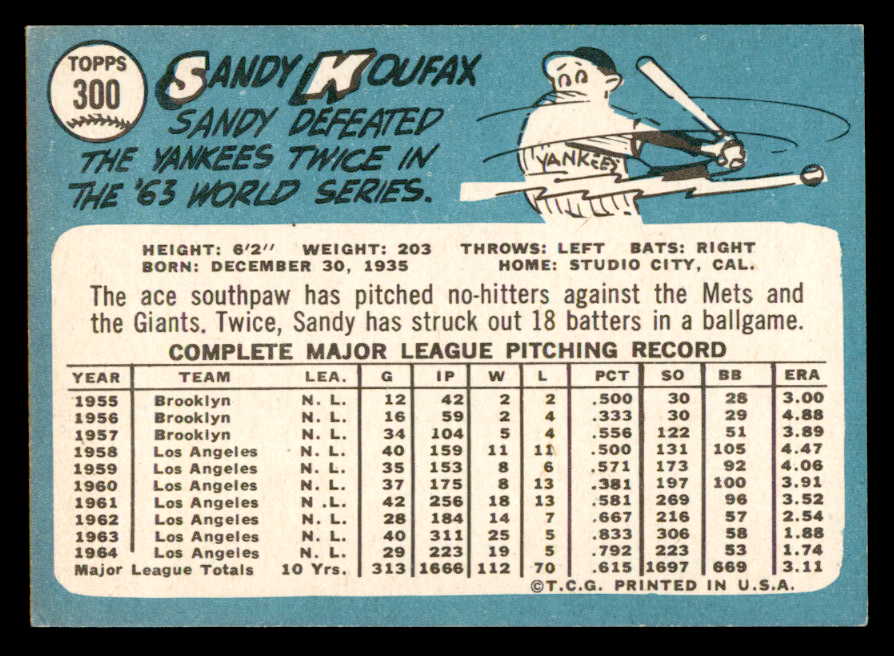 TOPPS
300
SANDY KOUFAX
SANDY DEFEATED
THE YANKEES TWICE IN
THE '63 WORLD SERIES.
YANKEES
HEIGHT: 6'2" WEIGHT: 203 THROWS: LEFT BATS: RIGHT
BORN: DECEMBER 30, 1935 HOME: STUDIO CITY, CAL.
The ace southpaw has pitched no-hitters against the Mets and
the Giants. Twice, Sandy has struck out 18 batters in a ballgame.
COMPLETE MAJOR LEAGUE PITCHING RECORD
YEAR TEAM LEA. G IP W L PCT SO BB ERA
1955 Brooklyn N. L. 12 42 2 2 .500 30 28 3.00
1956 Brooklyn N. L. 16 59 2 4 .333 30 29 4.88
1957 Brooklyn N. L. 34 104 5 4 .556 122 51 3.89
1958 Los Angeles N. L. 40 159 11 11 .500 131 105 4.47
1959 Los Angeles N. L. 35 153 8 6 .571 173 92 4.06
1960 Los Angeles N. L. 37 175 8 13 .381 197 100 3.91
1961 Los Angeles N. L. 42 256 18 13 .581 269 96 3.52
1962 Los Angeles N. L. 28 184 14 7 .667 216 57 2.54
1963 Los Angeles N. L. 40 311 25 5 .833 306 58 1.88
1964 Los Angeles N. L. 29 223 19 5 .792 223 53 1.74
Major League Totals 10 Yrs. 313 1666 112 70 .615 1697 669 3.11
©T.C.G. PRINTED IN U.S.A.